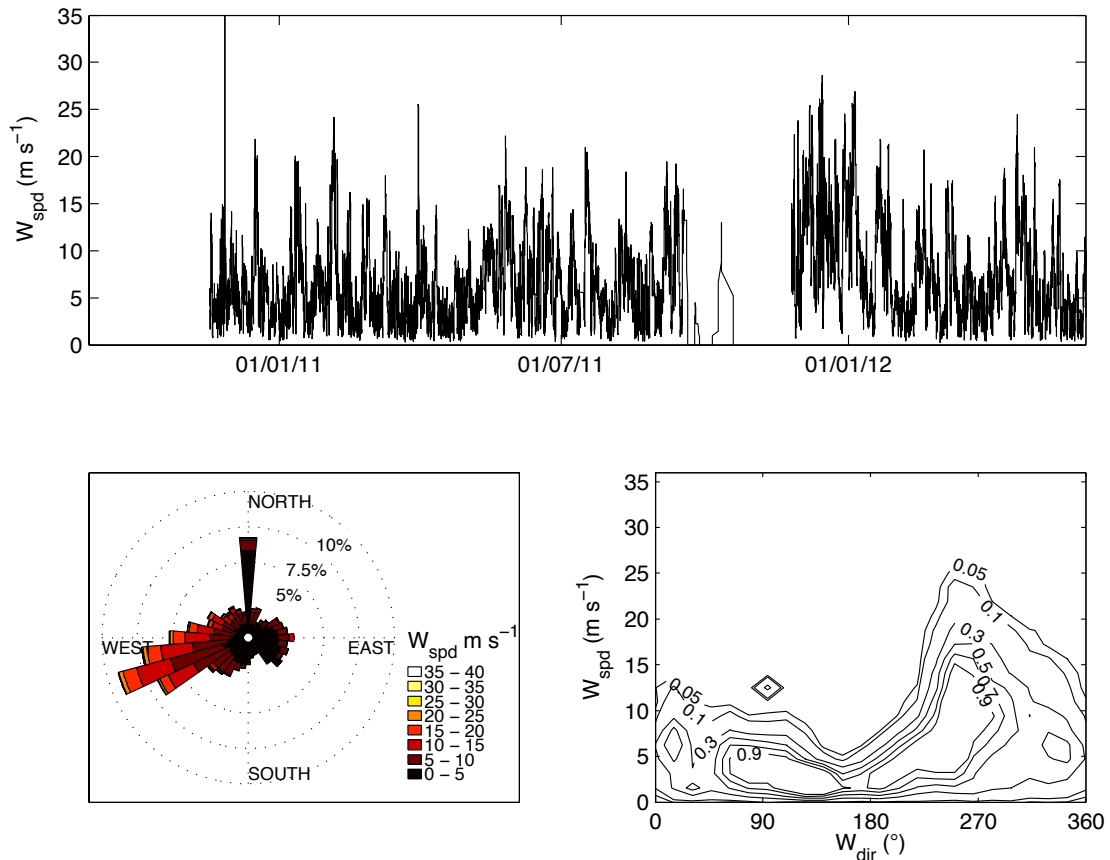 35
30
25
20
15
10
5
0
W_spd (m s⁻¹)
01/01/11
01/07/11
01/01/12
NORTH
10%
7.5%
5%
WEST
EAST
SOUTH
W_spd m s⁻¹
35 – 40
30 – 35
25 – 30
20 – 25
15 – 20
10 – 15
5 – 10
0 – 5
35
30
25
20
15
10
5
0
W_spd (m s⁻¹)
0.05
0.1
0.3
0.5
0.7
0.9
0.05
0.1
0.3
0.9
0
90
180
270
360
W_dir (°)